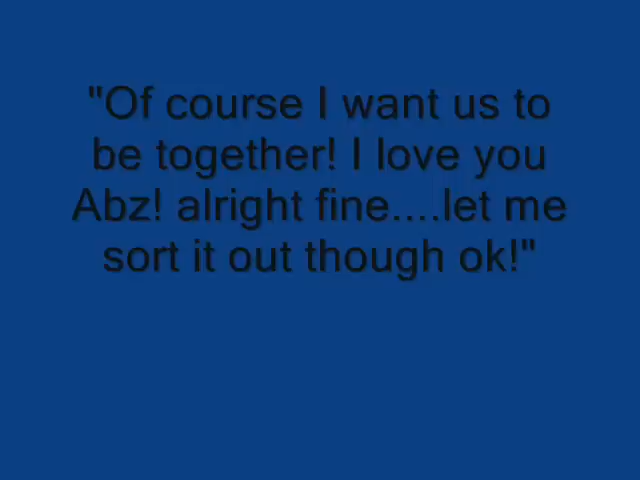 "Of course I want us to
be together! I love you
Abz! alright fine....let me
sort it out though ok!"